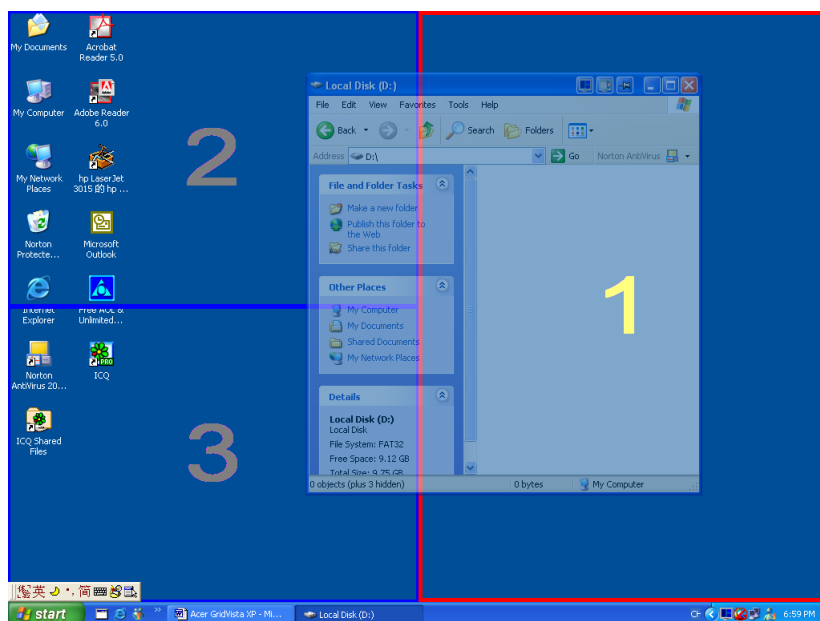 My Documents
Acrobat
Reader 5.0
My Computer
Adobe Reader
6.0
My Network
Places
hp LaserJet
3015 的 hp ...
Norton
Protecte...
Microsoft
Outlook
Internet
Explorer
Free AOL &
Unlimited...
Norton
AntiVirus 20...
ICQ
ICQ Shared
Files
2
3
1
Local Disk (D:)
File Edit View Favorites Tools Help
Back Search Folders
Address D:\ Go Norton AntiVirus
File and Folder Tasks
Make a new folder
Publish this folder to
the Web
Share this folder
Other Places
My Computer
My Documents
Shared Documents
My Network Places
Details
Local Disk (D:)
Local Disk
File System: FAT32
Free Space: 9.12 GB
Total Size: 9.75 GB
0 objects (plus 3 hidden) 0 bytes My Computer
英 简
start » Acer GridVista XP - Mi... Local Disk (D:) CH 6:59 PM